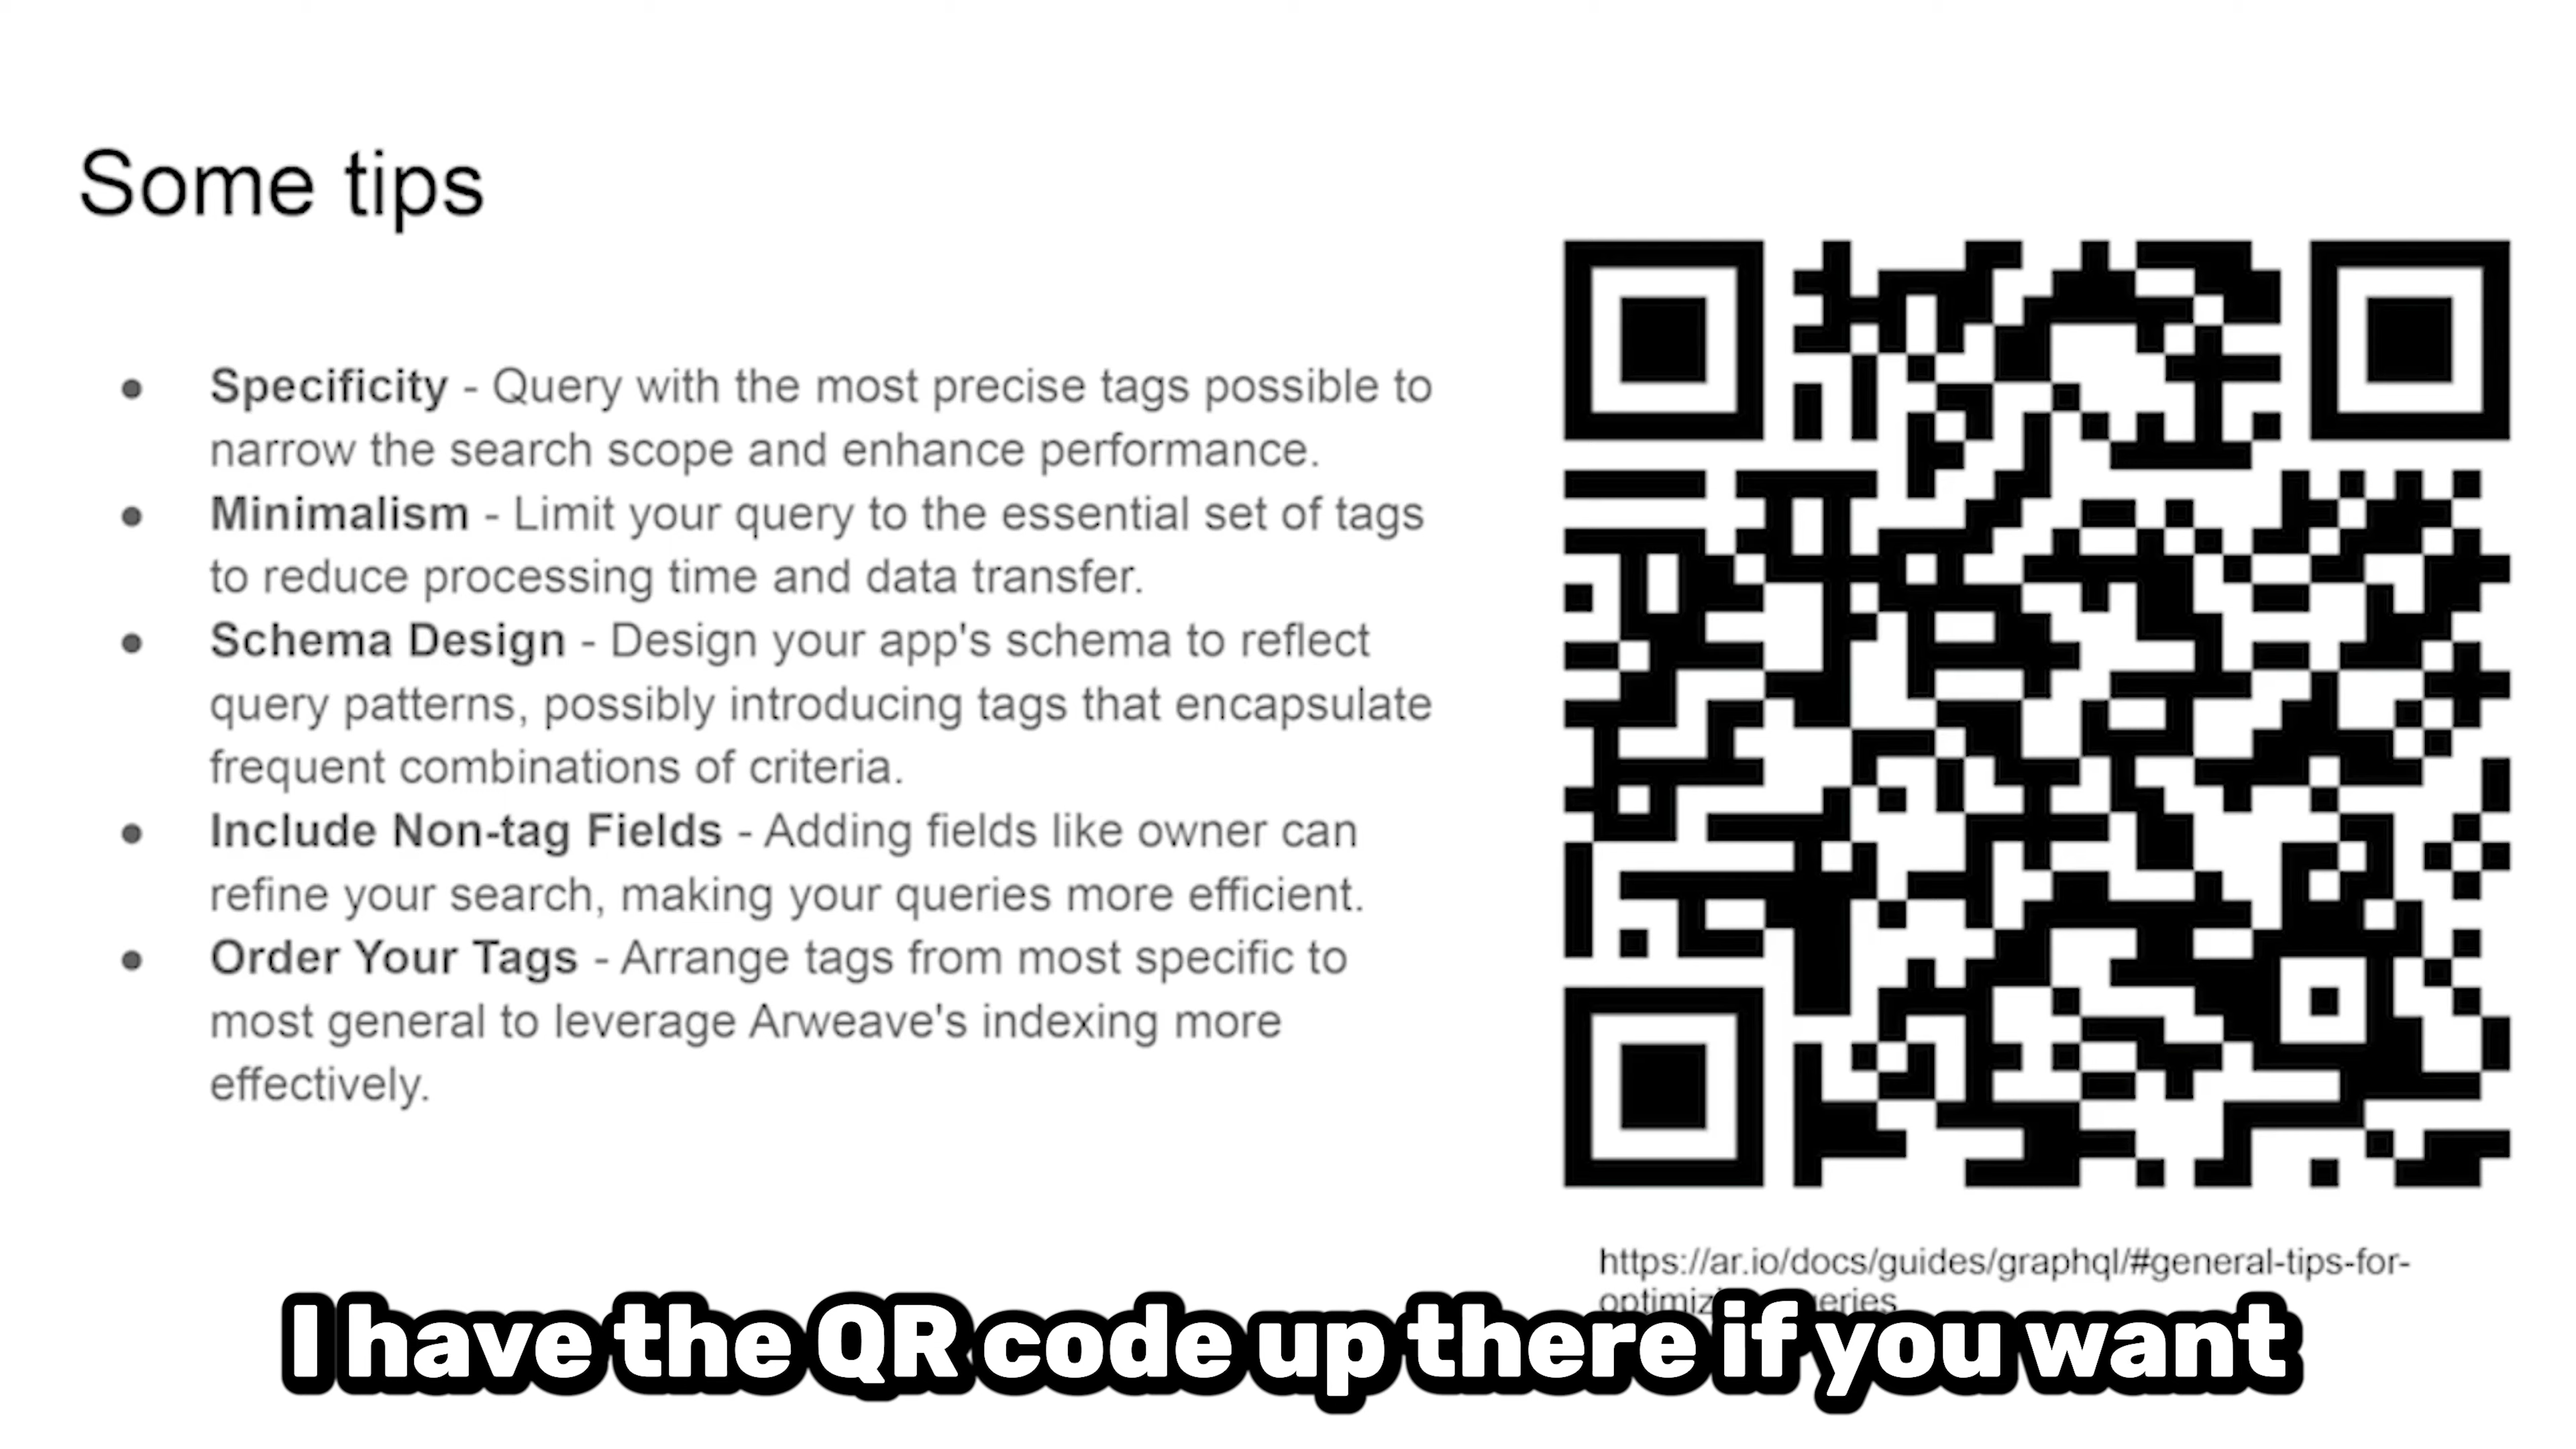 Some tips
● Specificity - Query with the most precise tags possible to
narrow the search scope and enhance performance.
● Minimalism - Limit your query to the essential set of tags
to reduce processing time and data transfer.
● Schema Design - Design your app's schema to reflect
query patterns, possibly introducing tags that encapsulate
frequent combinations of criteria.
● Include Non-tag Fields - Adding fields like owner can
refine your search, making your queries more efficient.
● Order Your Tags - Arrange tags from most specific to
most general to leverage Arweave's indexing more
effectively.
https://ar.io/docs/guides/graphql/#general-tips-for-
I have the QR code up there if you want